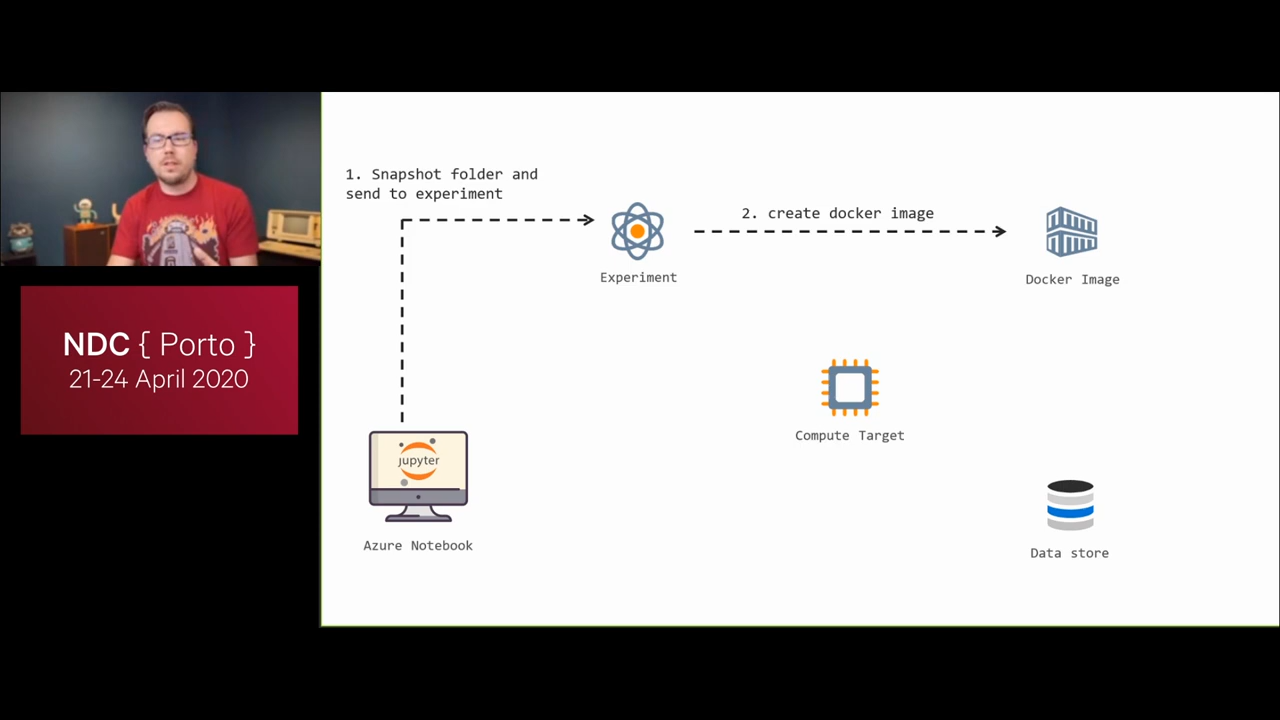 1. Snapshot folder and
send to experiment
2. create docker image
Experiment
Docker Image
Compute Target
jupyter
Azure Notebook
Data store
NDC { Porto }
21-24 April 2020